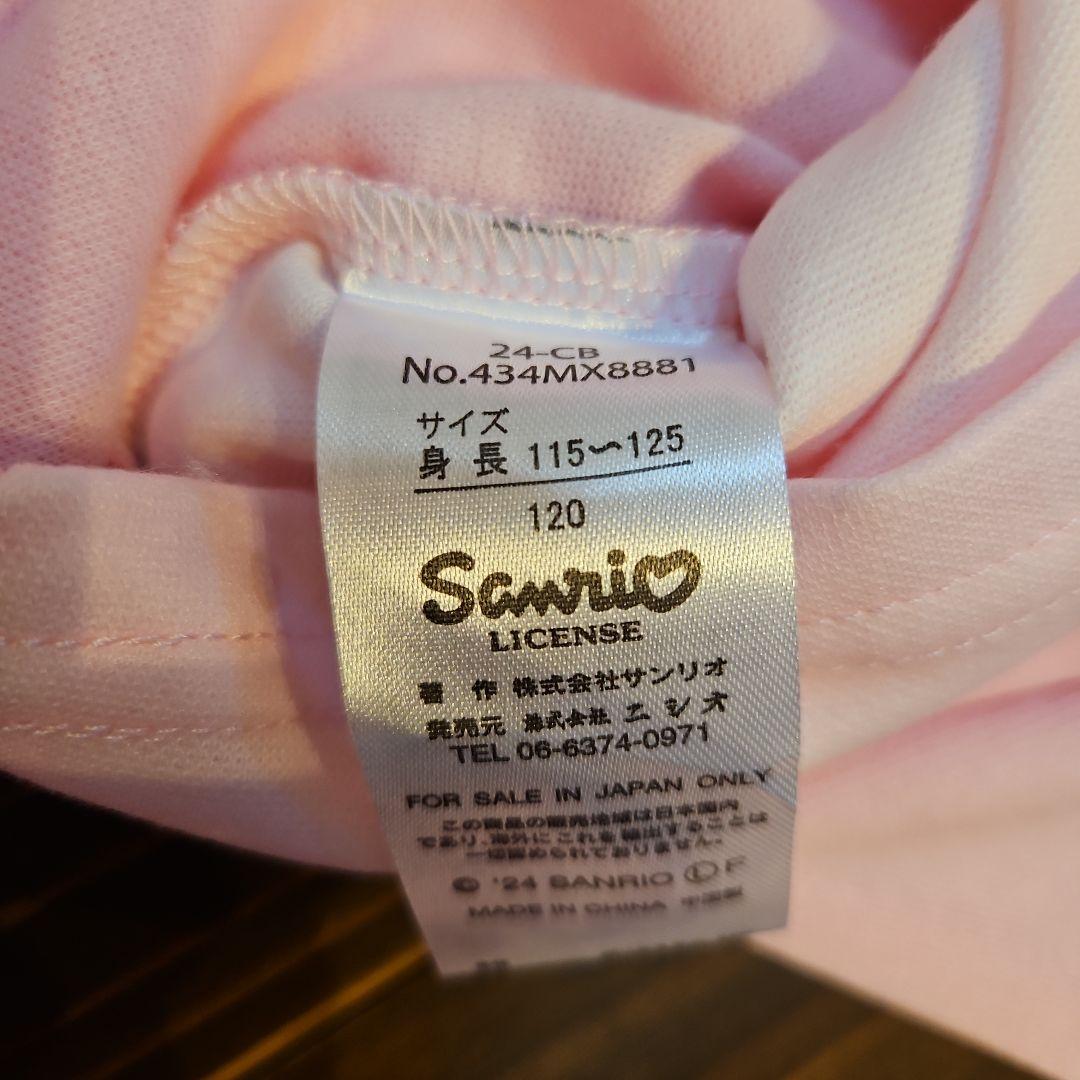 24-CB
No.434MX8881
サイズ
身長 115〜125
120
Sanrio
LICENSE
著 作 株式会社サンリオ
発売元 株式会社 ニシオ
TEL 06-6374-0971
FOR SALE IN JAPAN ONLY
この商品の販売地域は日本国内
であり、海外にこれを輸出することは
一切認められておりません。
© '24 SANRIO Ⓛ F
MADE IN CHINA 中国製